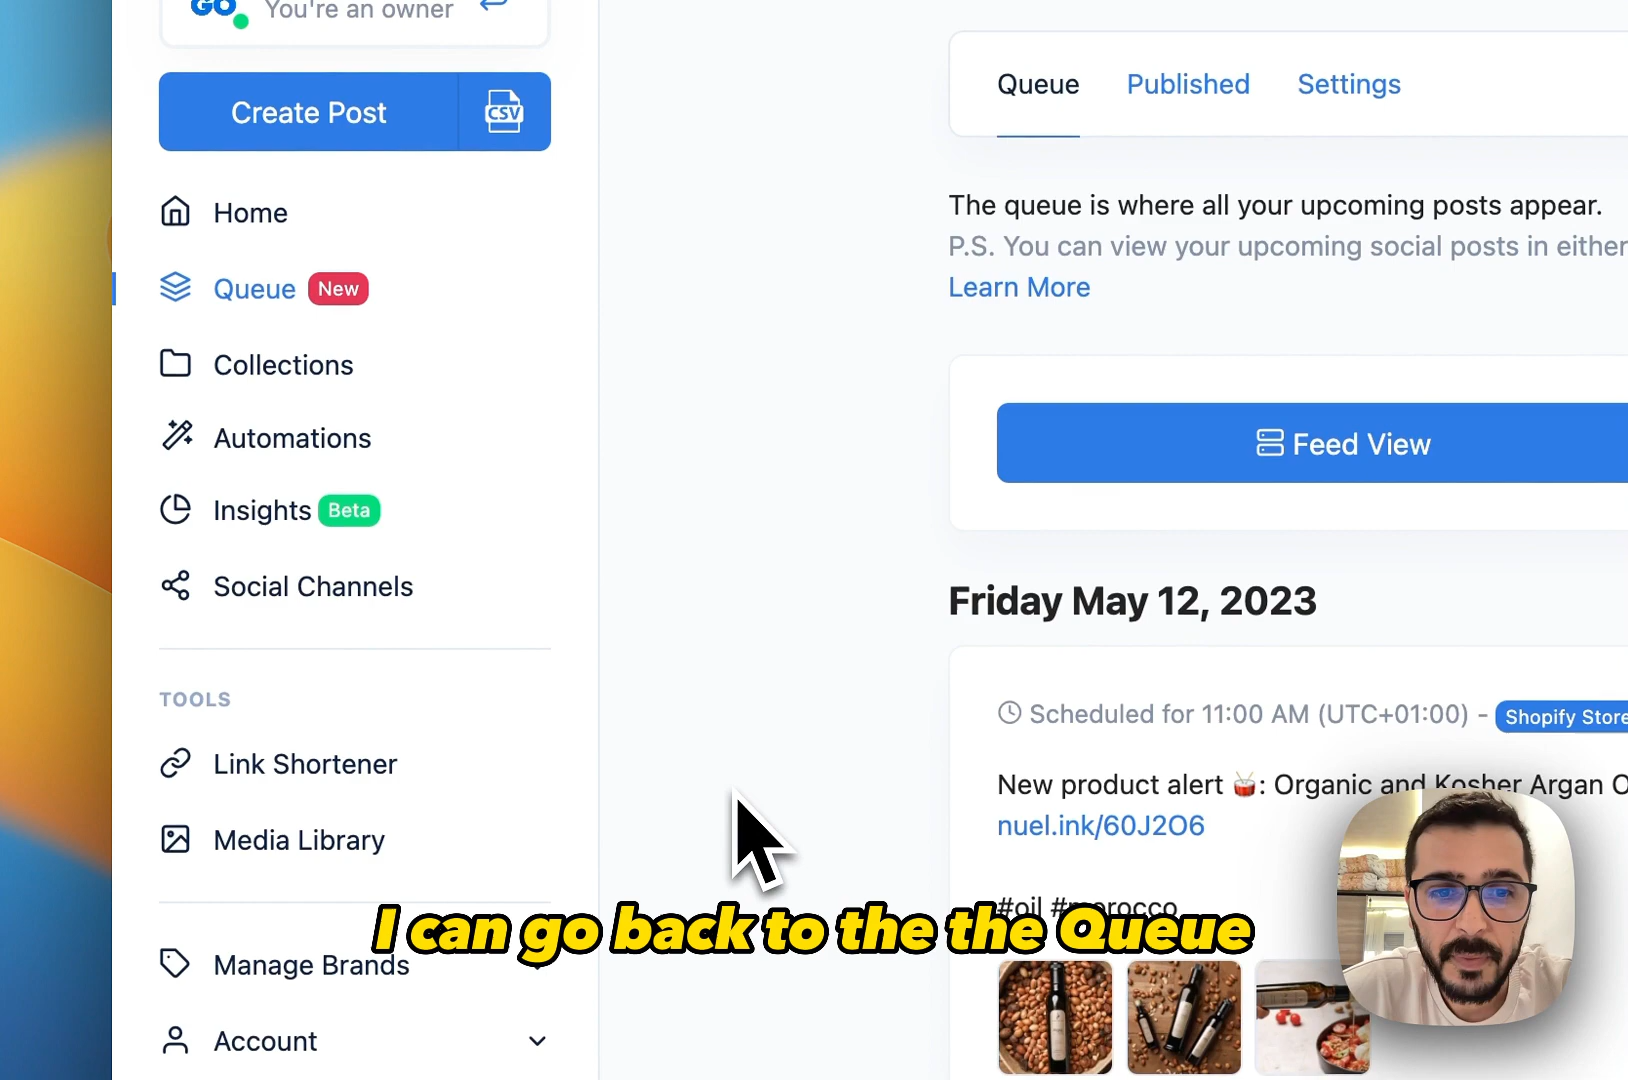 GO
You're an owner
Create Post
CSV
Home
Queue New
Collections
Automations
Insights Beta
Social Channels
TOOLS
Link Shortener
Media Library
Manage Brands
Account
Queue Published Settings
The queue is where all your upcoming posts appear.
P.S. You can view your upcoming social posts in either
Learn More
Feed View
Friday May 12, 2023
Scheduled for 11:00 AM (UTC+01:00) - Shopify Store
New product alert 🥁: Organic and Kosher Argan O
nuel.ink/60J2O6
#oil #morocco
I can go back to the the Queue